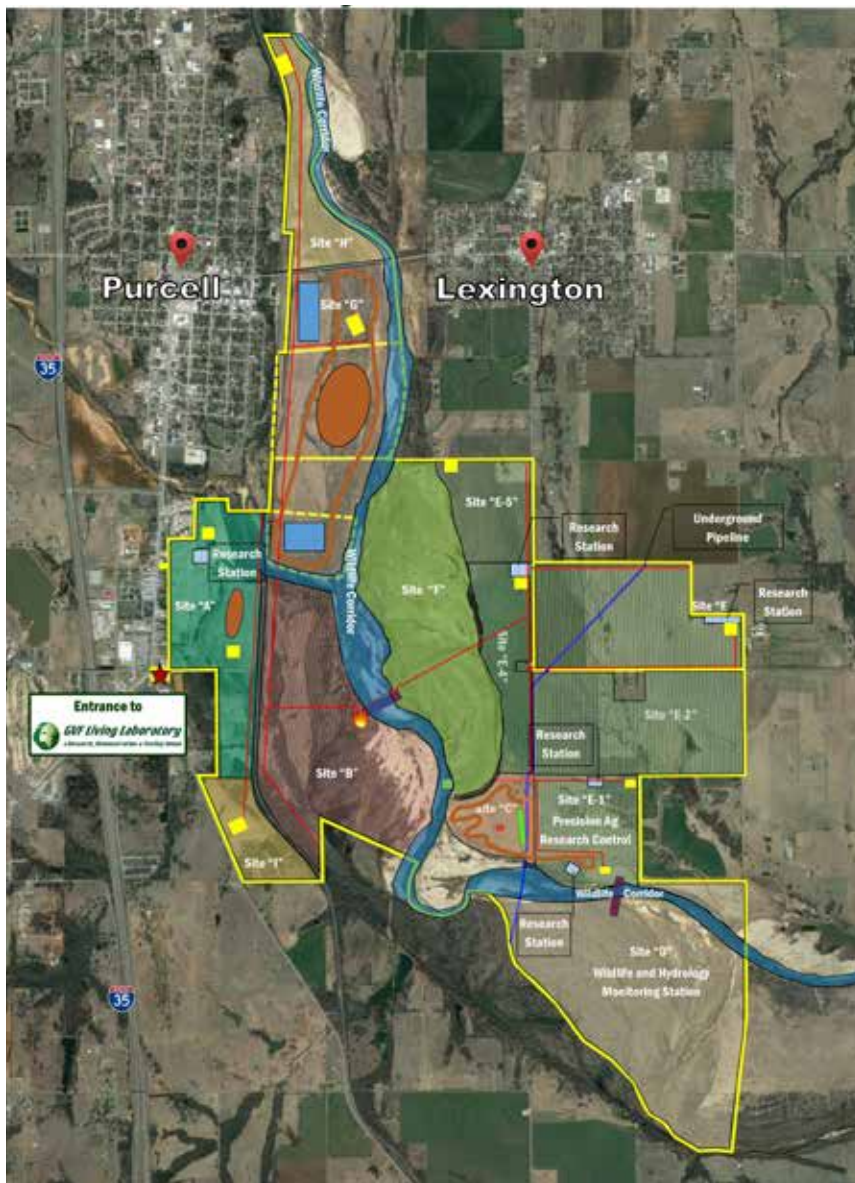 Wildlife Corridor
Site "H"
Purcell
Lexington
Site "G"
35
Site "E-5"
Research
Station
Underground
Pipeline
Research
Station
Wildlife Corridor
Site "F"
Research
Station
Site "A"
Site "E
Site "E-4"
Entrance to
GVF Living Laboratory
Site "E-2"
Research
Station
Site "B"
Site "C"
Site "E-1"
Precision Ag
Research Control
Site "I"
Wildlife Corridor
Research
Station
Site "D"
Wildlife and Hydrology
Monitoring Station
35